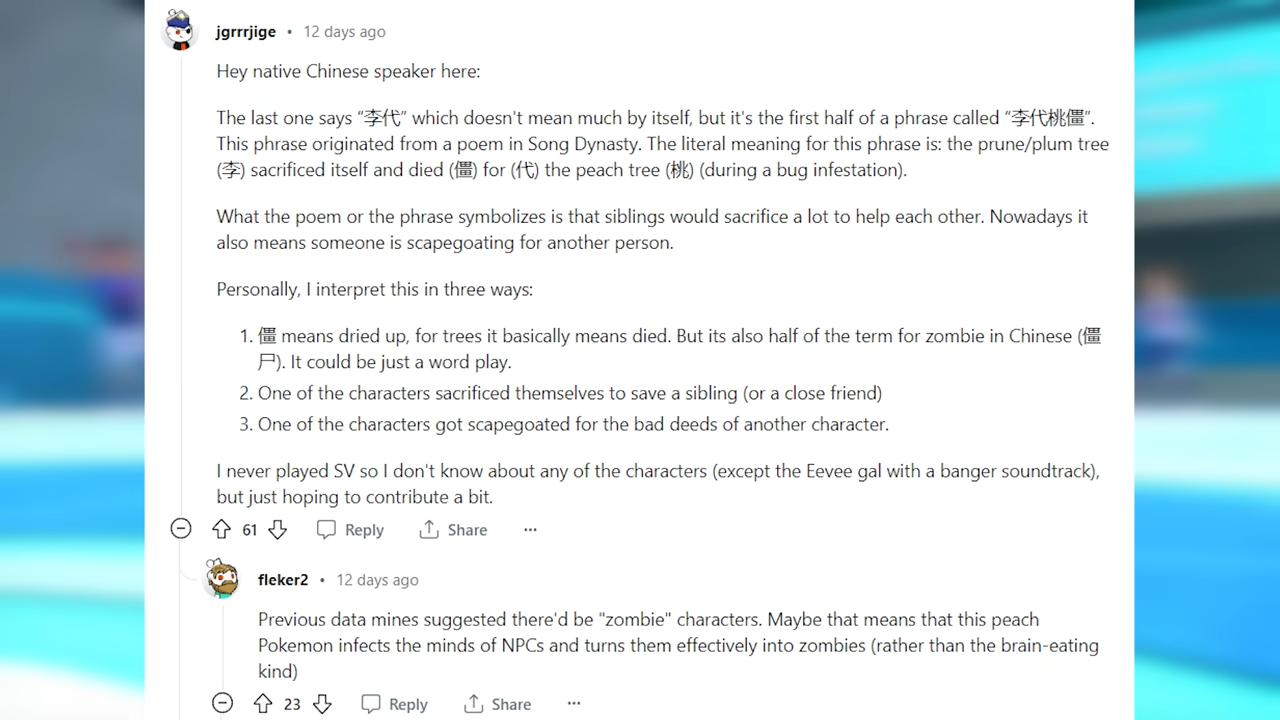 jgrrrjige • 12 days ago
Hey native Chinese speaker here:
The last one says “李代” which doesn't mean much by itself, but it's the first half of a phrase called “李代桃僵”.
This phrase originated from a poem in Song Dynasty. The literal meaning for this phrase is: the prune/plum tree
(李) sacrificed itself and died (僵) for (代) the peach tree (桃) (during a bug infestation).
What the poem or the phrase symbolizes is that siblings would sacrifice a lot to help each other. Nowadays it
also means someone is scapegoating for another person.
Personally, I interpret this in three ways:
1. 僵 means dried up, for trees it basically means died. But its also half of the term for zombie in Chinese (僵
尸). It could be just a word play.
2. One of the characters sacrificed themselves to save a sibling (or a close friend)
3. One of the characters got scapegoated for the bad deeds of another character.
I never played SV so I don't know about any of the characters (except the Eevee gal with a banger soundtrack),
but just hoping to contribute a bit.
61 Reply Share ...
fleker2 • 12 days ago
Previous data mines suggested there'd be "zombie" characters. Maybe that means that this peach
Pokemon infects the minds of NPCs and turns them effectively into zombies (rather than the brain-eating
kind)
23 Reply Share ...